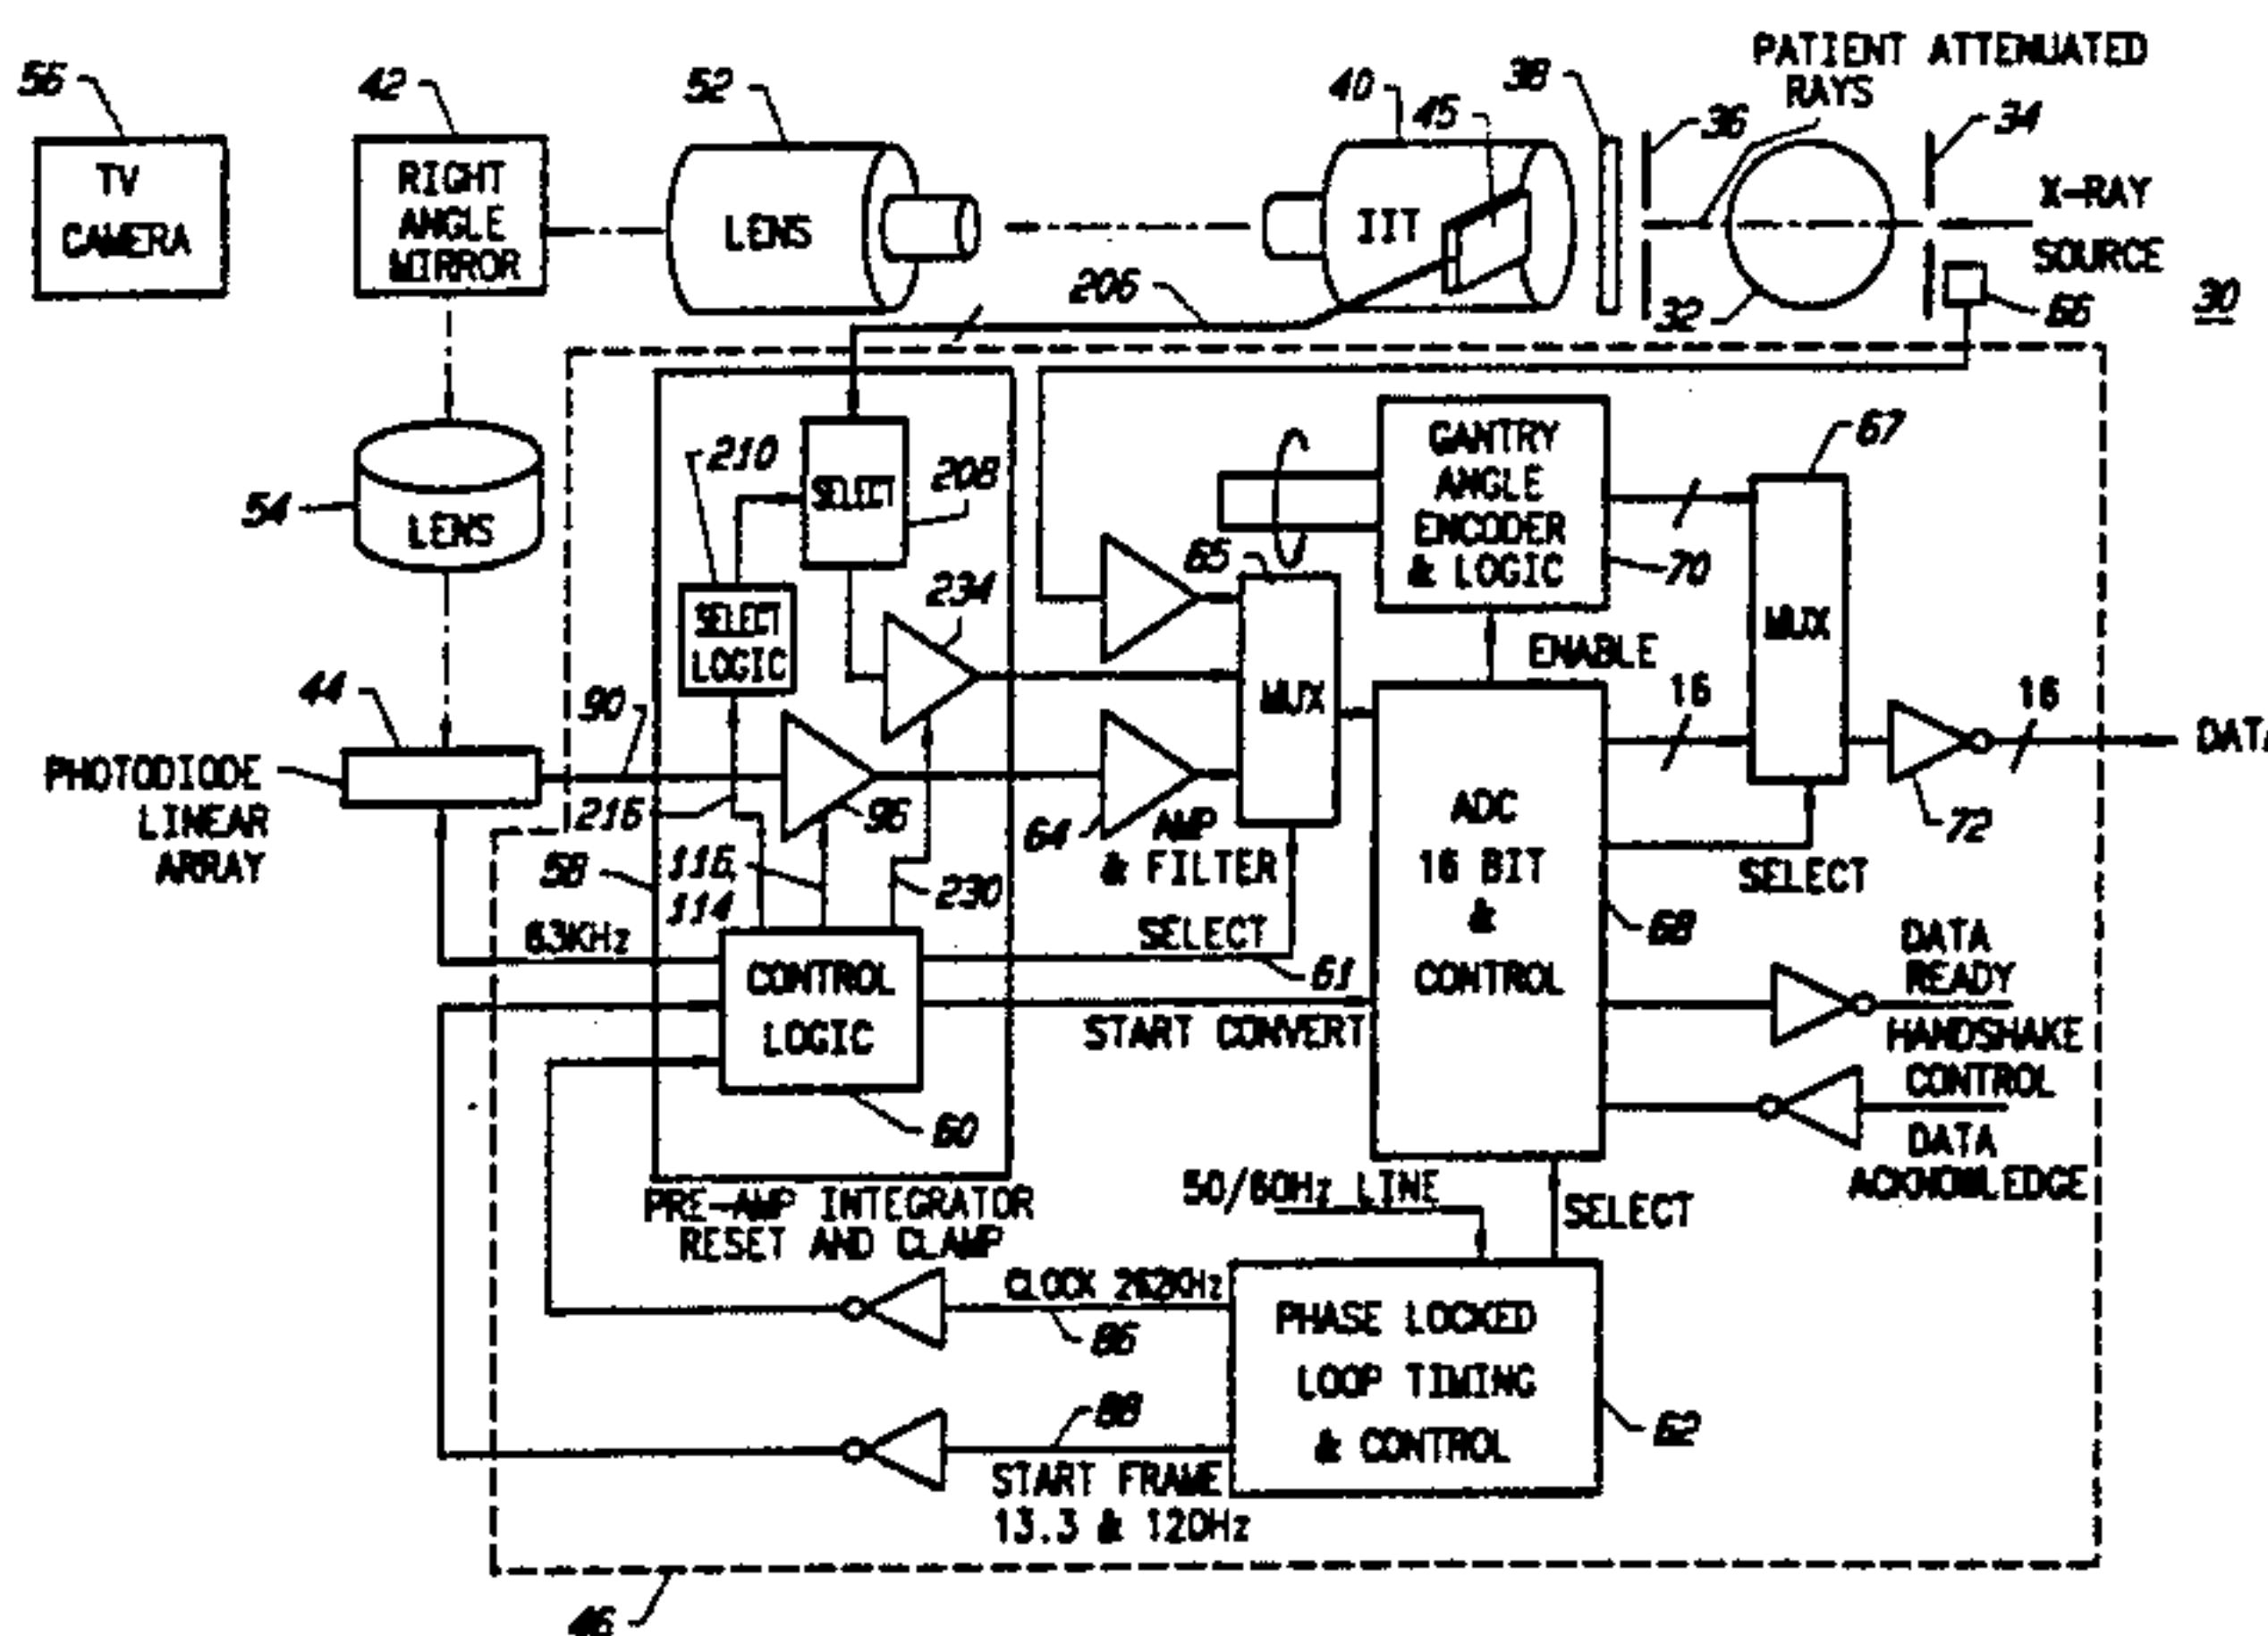 PATIENT ATTENUATED
RAYS
56
42
52
40
45
38
36
34
TV
CAMERA
RIGHT
ANGLE
MIRROR
LENS
IIT
X-RAY
SOURCE
206
32
66
30
54
LENS
210
SELECT
208
GANTRY
ANGLE
ENCODER
& LOGIC
70
67
MUX
65
SELECT
LOGIC
234
MUX
ENABLE
16
16
DATA
44
90
PHOTODIODE
LINEAR
ARRAY
216
96
64
AMP
& FILTER
72
58
116,
114
230
ADC
16 BIT
&
CONTROL
SELECT
68
63KHz
SELECT
61
CONTROL
LOGIC
START CONVERT
DATA
READY
HANDSHAKE
CONTROL
DATA
ACKNOWLEDGE
60
PRE-AMP INTEGRATOR
RESET AND CLAMP
50/60Hz LINE
SELECT
CLOCK 262KHz
86
PHASE LOCKED
LOOP TIMING
& CONTROL
62
88
START FRAME
13.3 & 120Hz
46